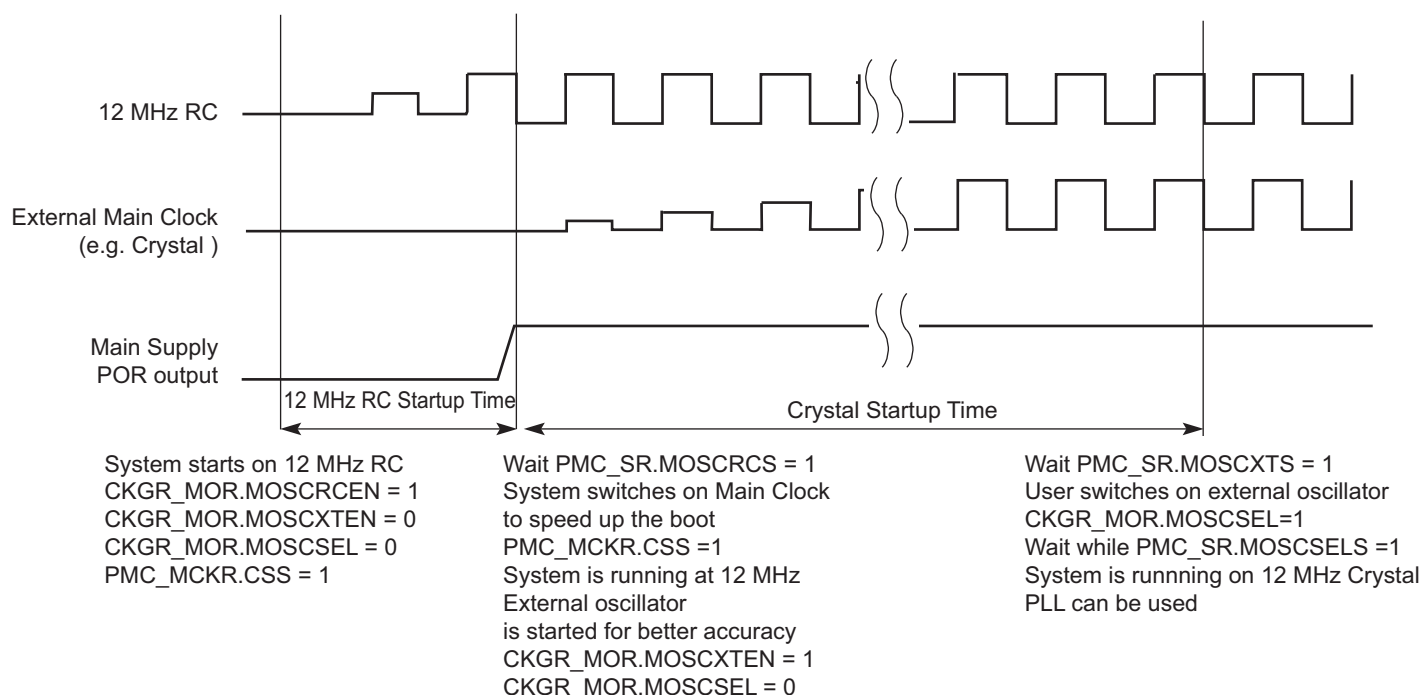 12 MHz RC
External Main Clock
(e.g. Crystal )
Main Supply
POR output
12 MHz RC Startup Time
Crystal Startup Time
System starts on 12 MHz RC
CKGR_MOR.MOSCRCEN = 1
CKGR_MOR.MOSCXTEN = 0
CKGR_MOR.MOSCSEL = 0
PMC_MCKR.CSS = 1
Wait PMC_SR.MOSCRCS = 1
System switches on Main Clock
to speed up the boot
PMC_MCKR.CSS =1
System is running at 12 MHz
External oscillator
is started for better accuracy
CKGR_MOR.MOSCXTEN = 1
CKGR_MOR.MOSCSEL = 0
Wait PMC_SR.MOSCXTS = 1
User switches on external oscillator
CKGR_MOR.MOSCSEL=1
Wait while PMC_SR.MOSCSELS =1
System is runnning on 12 MHz Crystal
PLL can be used